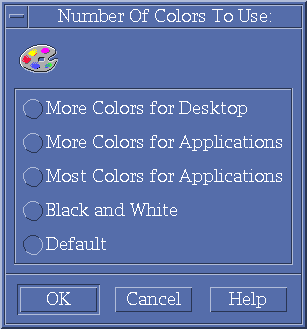 Number Of Colors To Use:
More Colors for Desktop
More Colors for Applications
Most Colors for Applications
Black and White
Default
OK Cancel Help